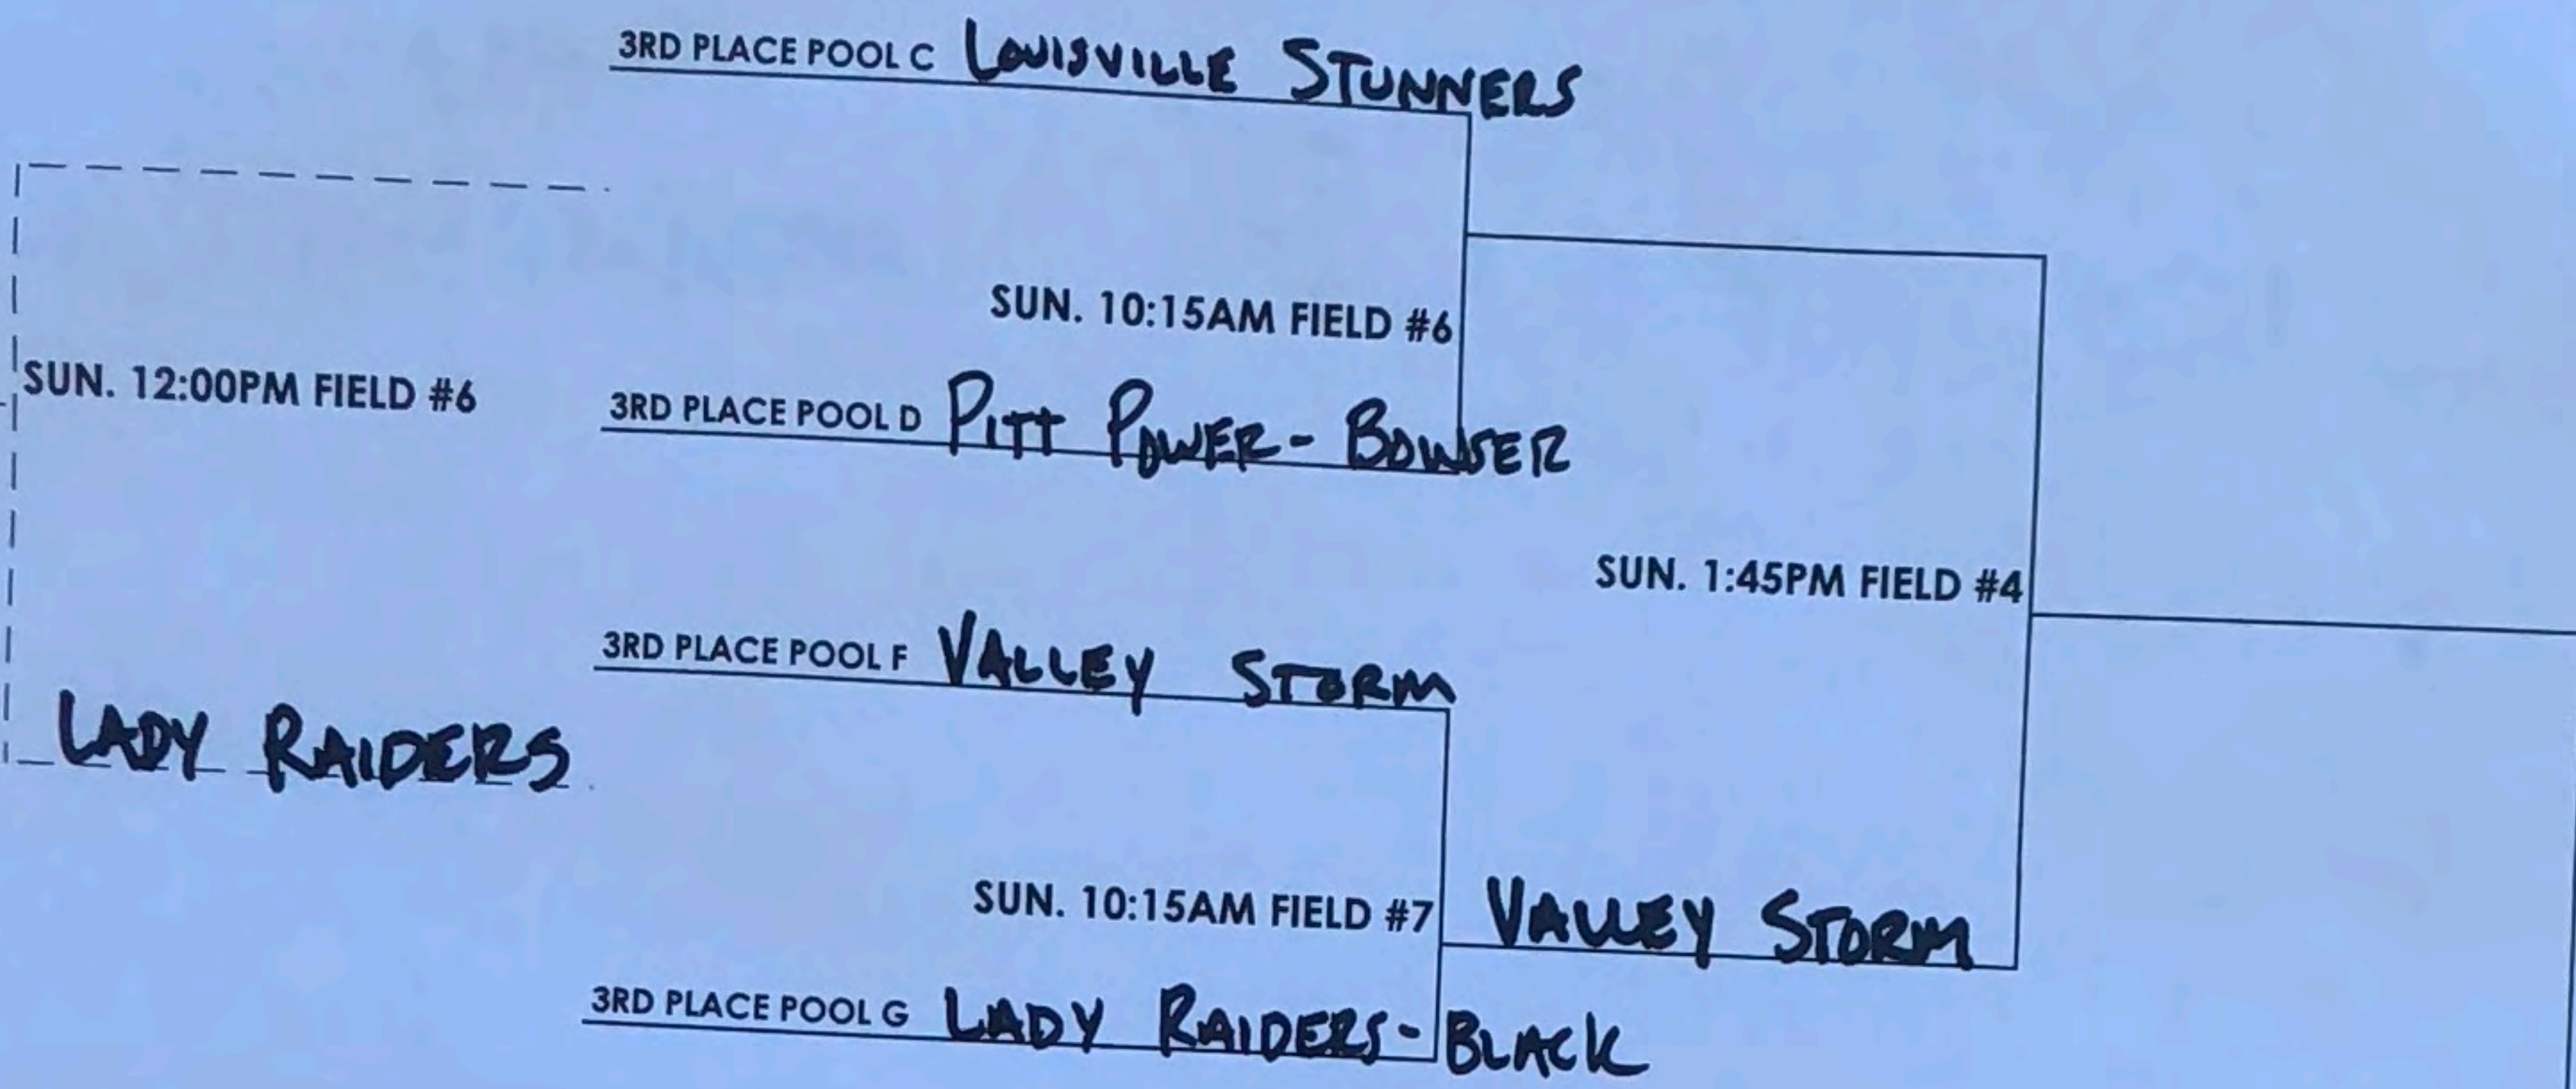 3RD PLACE POOL C LOUISVILLE STUNNERS
SUN. 10:15AM FIELD #6
SUN. 12:00PM FIELD #6
3RD PLACE POOL D PITT POWER - BOWSER
SUN. 1:45PM FIELD #4
3RD PLACE POOL F VALLEY STORM
LADY RAIDERS
SUN. 10:15AM FIELD #7
VALLEY STORM
3RD PLACE POOL G LADY RAIDERS - BLACK